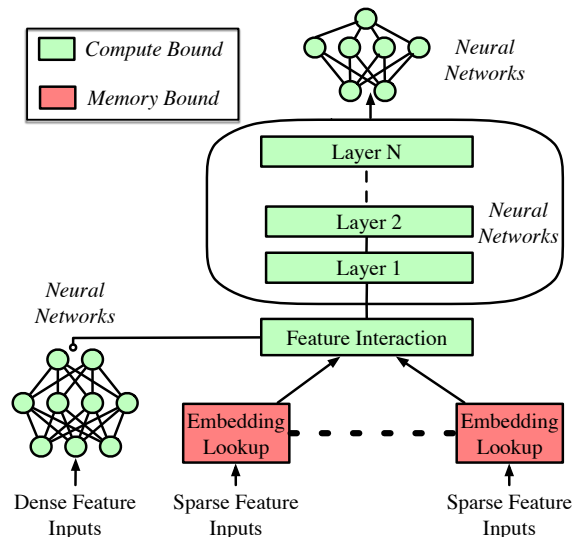 Compute Bound
Memory Bound
Neural
Networks
Layer N
Layer 2
Layer 1
Neural
Networks
Neural
Networks
Feature Interaction
Embedding
Lookup
Embedding
Lookup
Dense Feature
Inputs
Sparse Feature
Inputs
Sparse Feature
Inputs